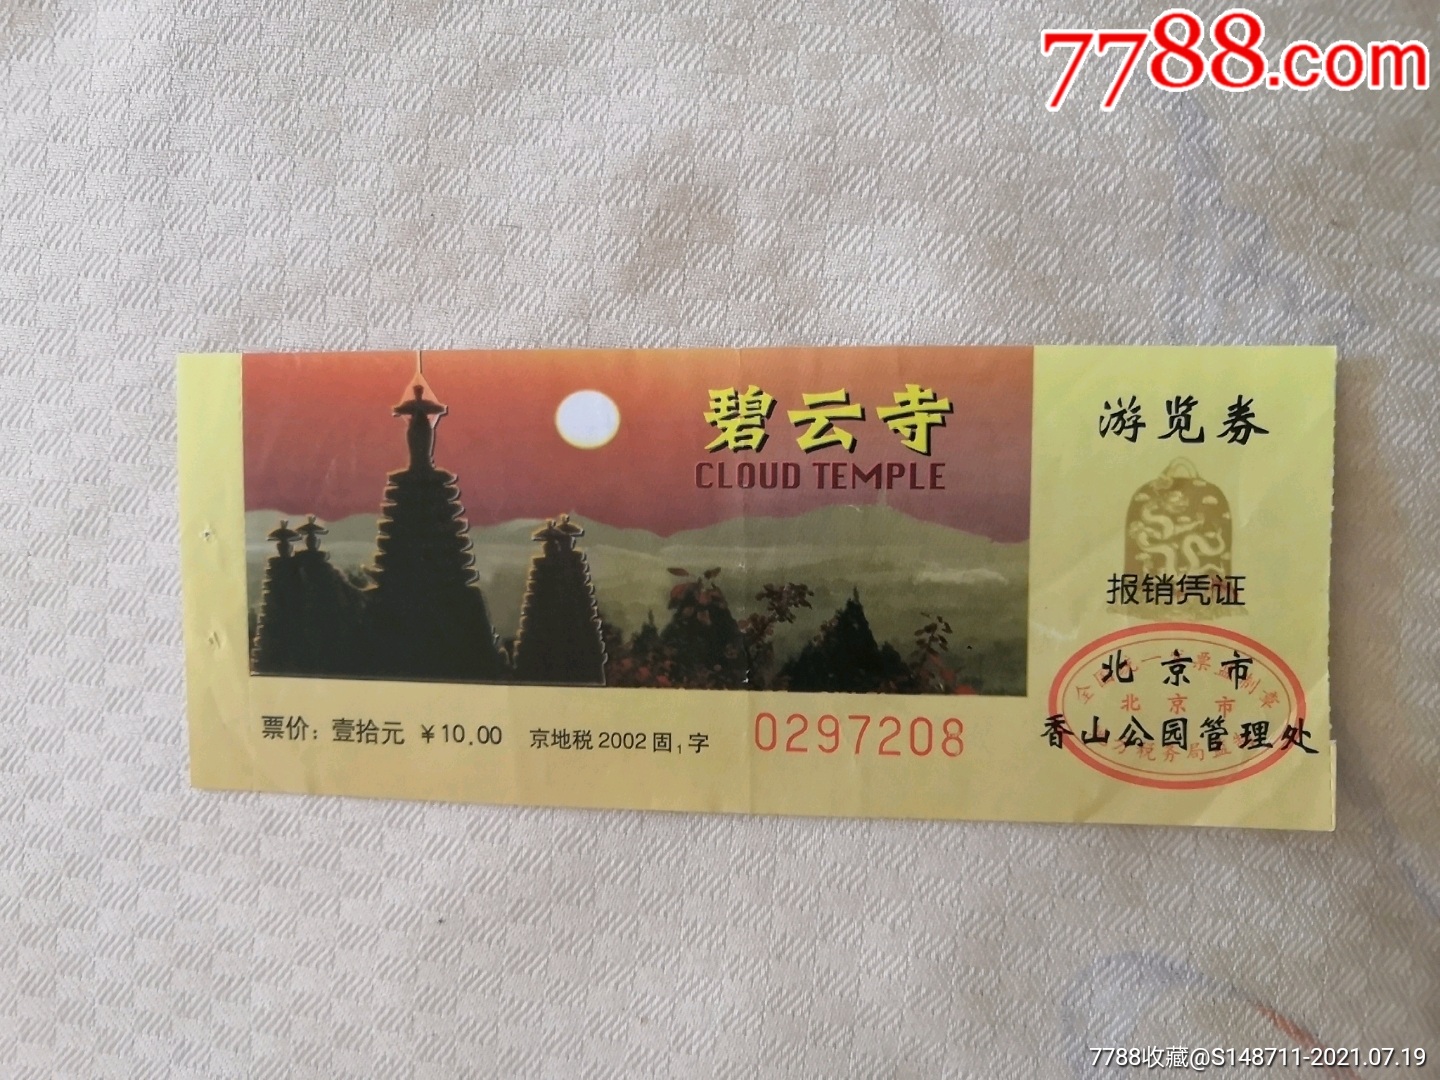 7788.com
碧云寺
CLOUD TEMPLE
游览券
报销凭证
北京市
香山公园管理处
北京市
票价：壹拾元 ￥10.00
京地税2002固1字
0297208
7788收藏@S148711-2021.07.19